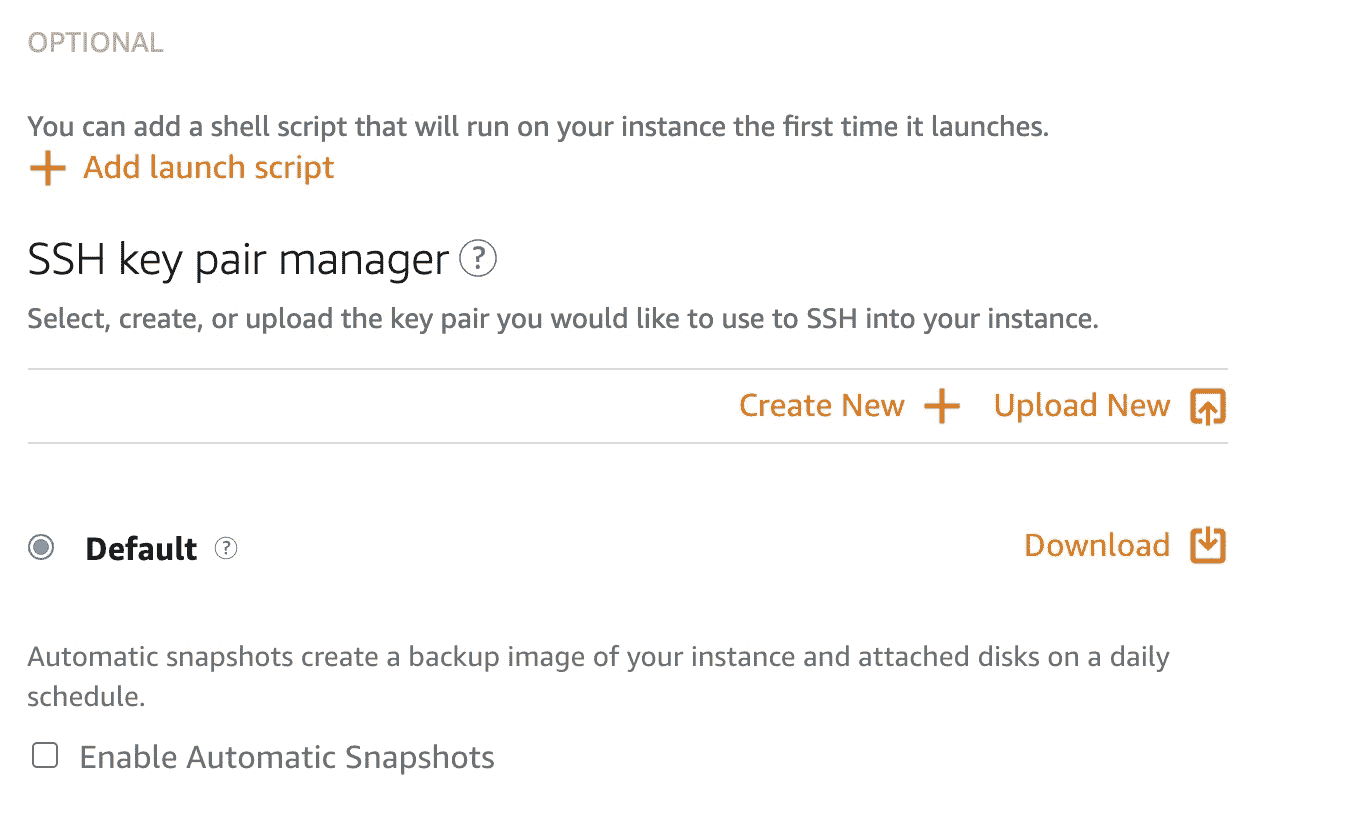 OPTIONAL
You can add a shell script that will run on your instance the first time it launches.
+ Add launch script
SSH key pair manager ?
Select, create, or upload the key pair you would like to use to SSH into your instance.
Create New + Upload New
Default ? Download
Automatic snapshots create a backup image of your instance and attached disks on a daily
schedule.
Enable Automatic Snapshots